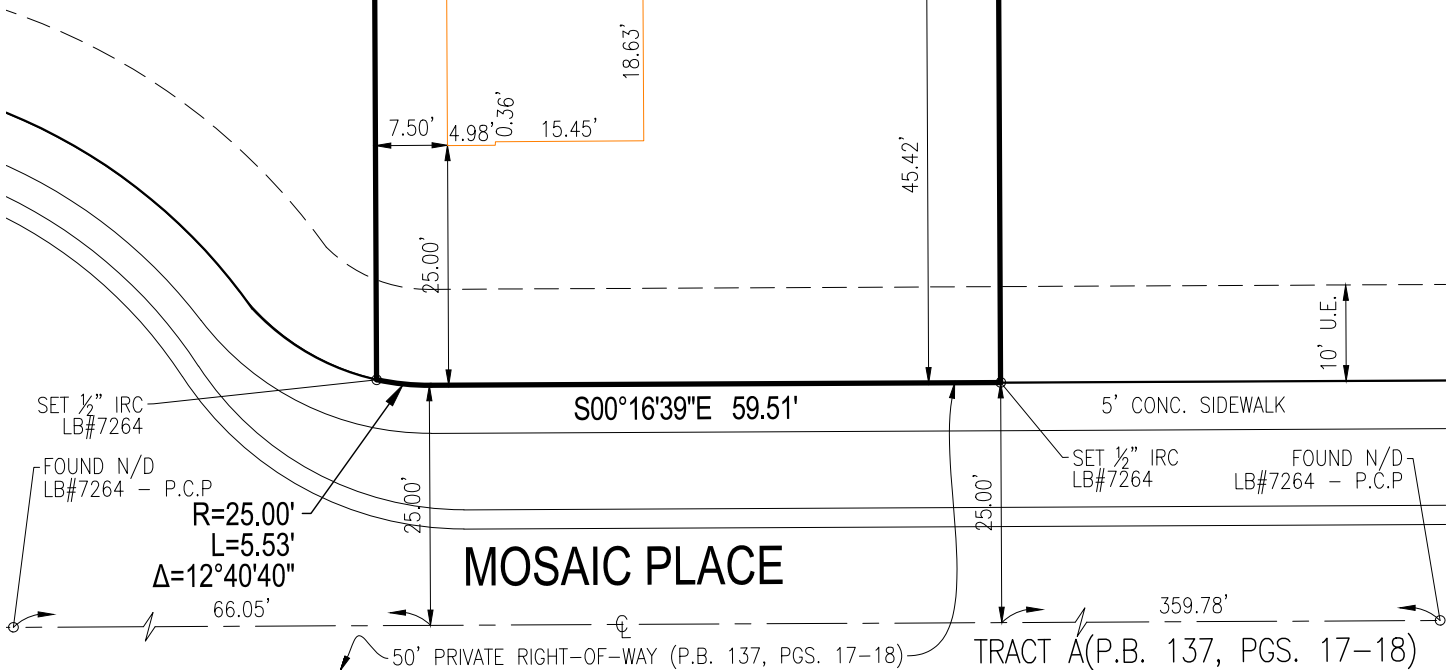 18.63'
7.50'
4.98'
0.36'
15.45'
45.42'
25.00'
10' U.E.
SET ½" IRC
LB#7264
S00°16'39"E 59.51'
5' CONC. SIDEWALK
FOUND N/D
LB#7264 – P.C.P
SET ½" IRC
LB#7264
FOUND N/D
LB#7264 – P.C.P
R=25.00'
L=5.53'
Δ=12°40'40"
25.00'
25.00'
MOSAIC PLACE
66.05'
359.78'
℄
50' PRIVATE RIGHT–OF–WAY (P.B. 137, PGS. 17–18)
TRACT A(P.B. 137, PGS. 17–18)